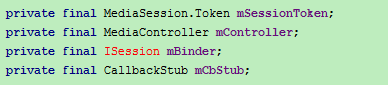 private final MediaSession.Token mSessionToken;
private final MediaController mController;
private final ISession mBinder;
private final CallbackStub mCbStub;